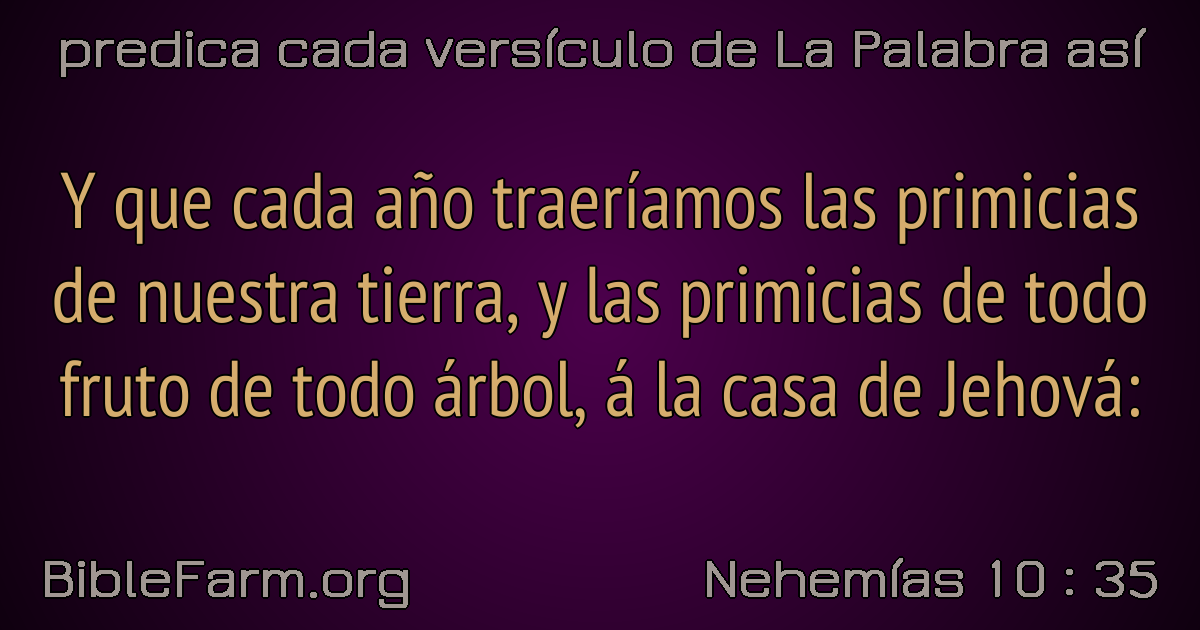 predica cada versículo de La Palabra así
Y que cada año traeríamos las primicias
de nuestra tierra, y las primicias de todo
fruto de todo árbol, á la casa de Jehová:
BibleFarm.org
Nehemías 10 : 35